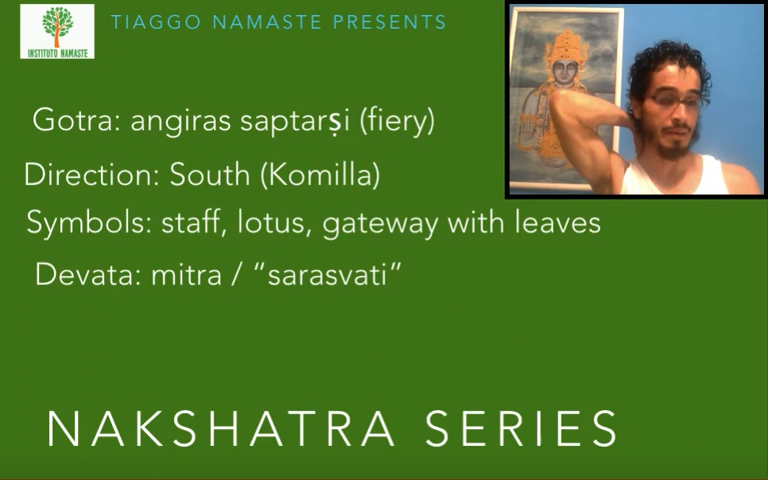 INSTITUTO NAMASTE
TIAGGO NAMASTE PRESENTS
Gotra: angiras saptarṣi (fiery)
Direction: South (Komilla)
Symbols: staff, lotus, gateway with leaves
Devata: mitra / “sarasvati”
NAKSHATRA SERIES